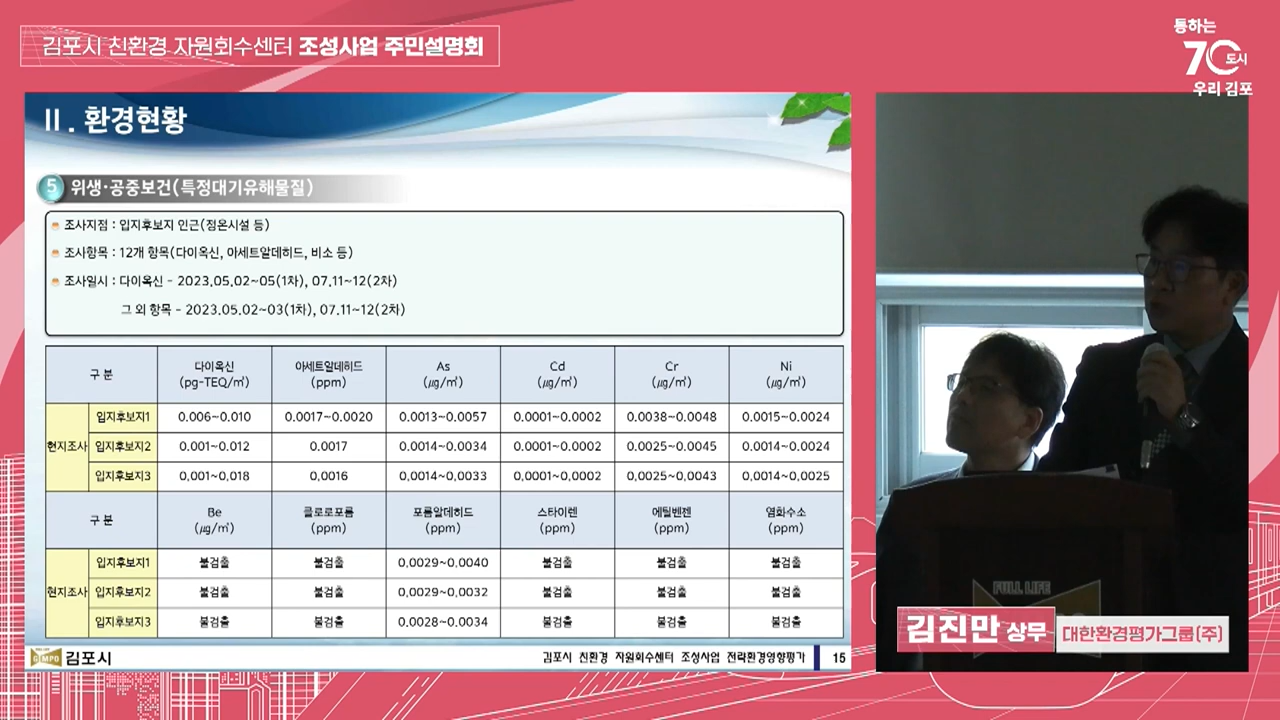 김포시 친환경 자원회수센터 조성사업 주민설명회
통하는
70도시
우리 김포
Ⅱ. 환경현황
5 위생·공중보건(특정대기유해물질)
조사지점 : 입지후보지 인근(정온시설 등)
조사항목 : 12개 항목(다이옥신, 아세트알데히드, 비소 등)
조사일시 : 다이옥신 - 2023.05.02~05(1차), 07.11~12(2차)
그 외 항목 - 2023.05.02~03(1차), 07.11~12(2차)
구 분 다이옥신 (pg-TEQ/㎥) 아세트알데히드 (ppm) As (㎍/㎥) Cd (㎍/㎥) Cr (㎍/㎥) Ni (㎍/㎥)
현지조사
입지후보지1 0.006~0.010 0.0017~0.0020 0.0013~0.0057 0.0001~0.0002 0.0038~0.0048 0.0015~0.0024
입지후보지2 0.001~0.012 0.0017 0.0014~0.0034 0.0001~0.0002 0.0025~0.0045 0.0014~0.0024
입지후보지3 0.001~0.018 0.0016 0.0014~0.0033 0.0001~0.0002 0.0025~0.0043 0.0014~0.0025
구 분 Be (㎍/㎥) 클로로포름 (ppm) 포름알데히드 (ppm) 스타이렌 (ppm) 에틸벤젠 (ppm) 염화수소 (ppm)
현지조사
입지후보지1 불검출 불검출 0.0029~0.0040 불검출 불검출 불검출
입지후보지2 불검출 불검출 0.0029~0.0032 불검출 불검출 불검출
입지후보지3 불검출 불검출 0.0028~0.0034 불검출 불검출 불검출
GIMPO 김포시
김포시 친환경 자원회수센터 조성사업 전략환경영향평가 15
FULL LIFE
김진만 상무 대한환경평가그룹(주)